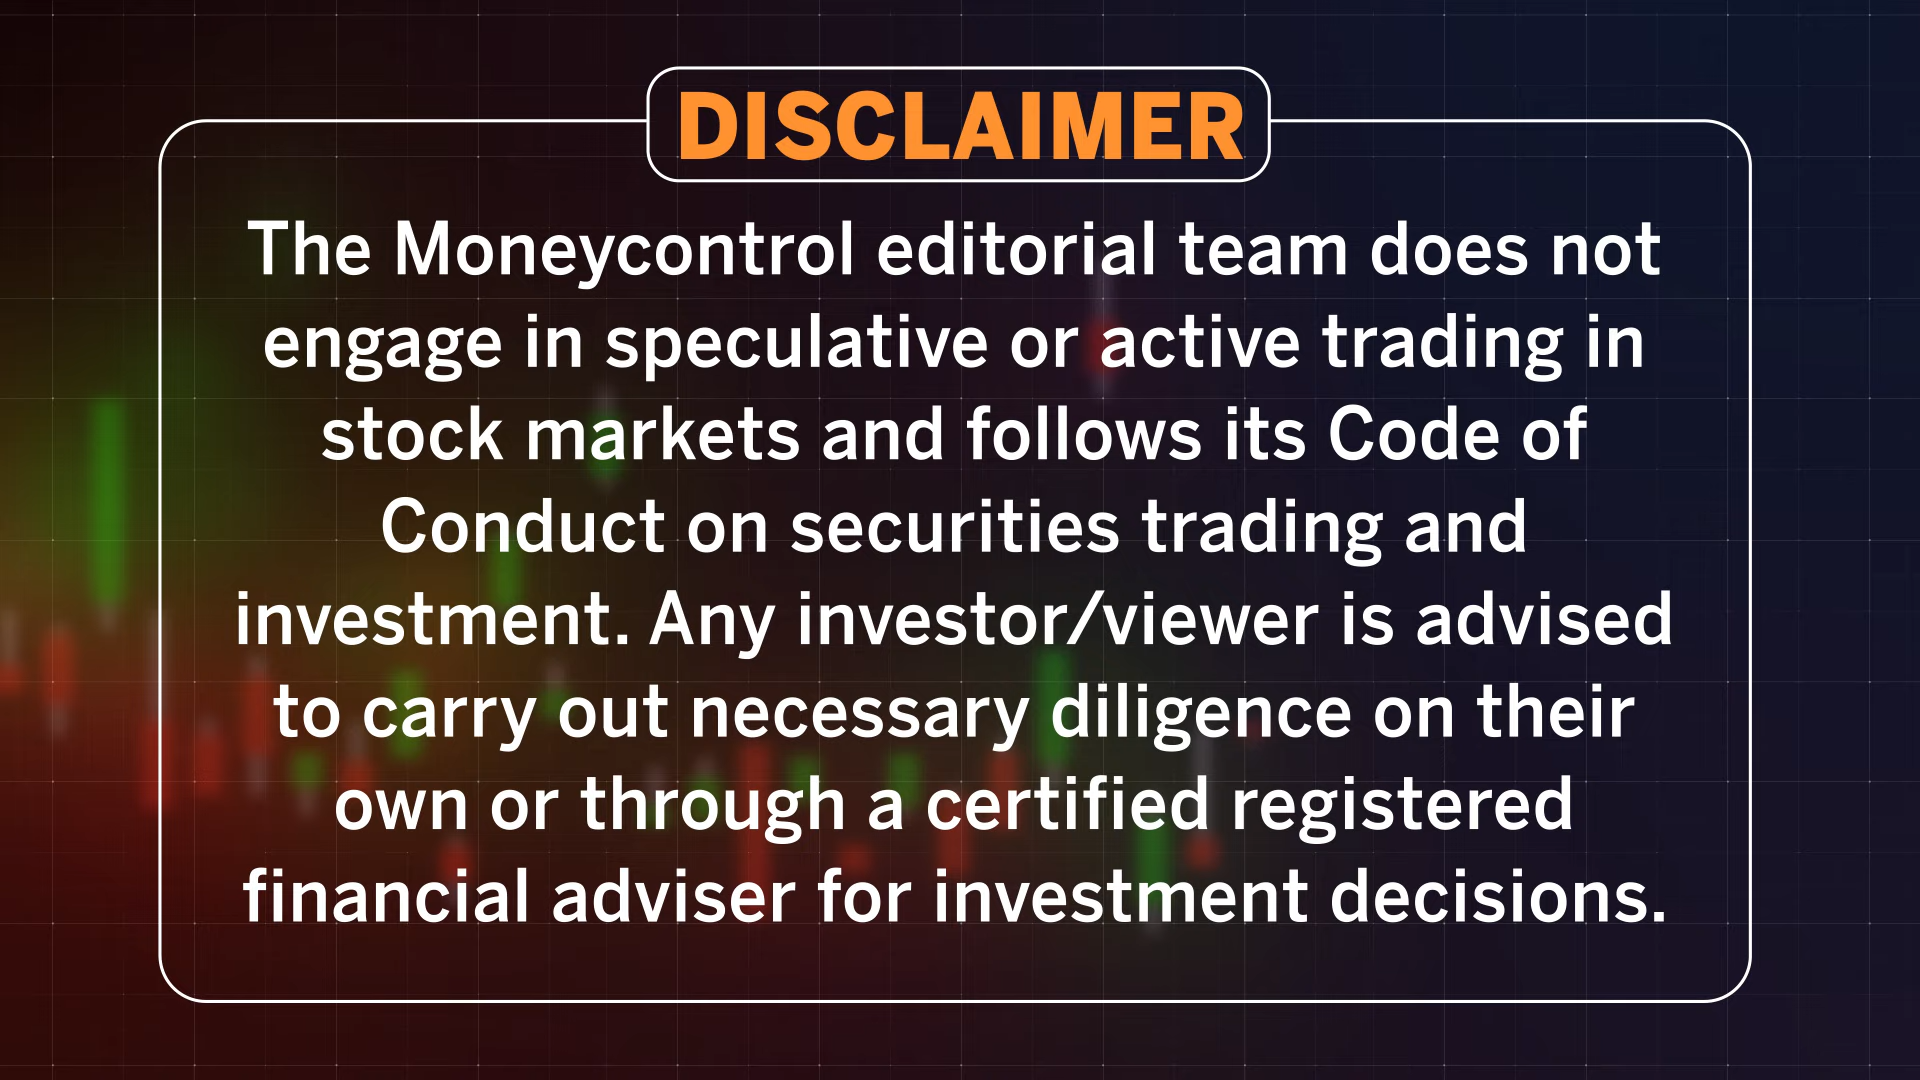 DISCLAIMER
The Moneycontrol editorial team does not
engage in speculative or active trading in
stock markets and follows its Code of
Conduct on securities trading and
investment. Any investor/viewer is advised
to carry out necessary diligence on their
own or through a certified registered
financial adviser for investment decisions.